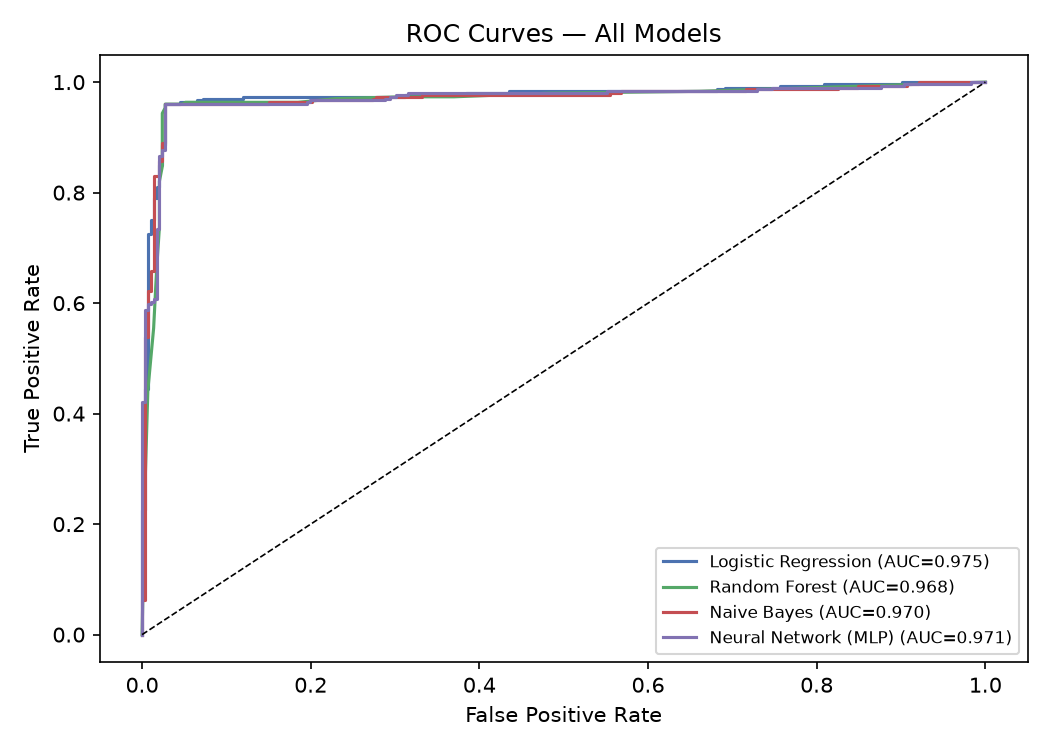 ROC Curves — All Models
True Positive Rate
1.0
0.8
0.6
0.4
0.2
0.0
0.0 0.2 0.4 0.6 0.8 1.0
False Positive Rate
Logistic Regression (AUC=0.975)
Random Forest (AUC=0.968)
Naive Bayes (AUC=0.970)
Neural Network (MLP) (AUC=0.971)